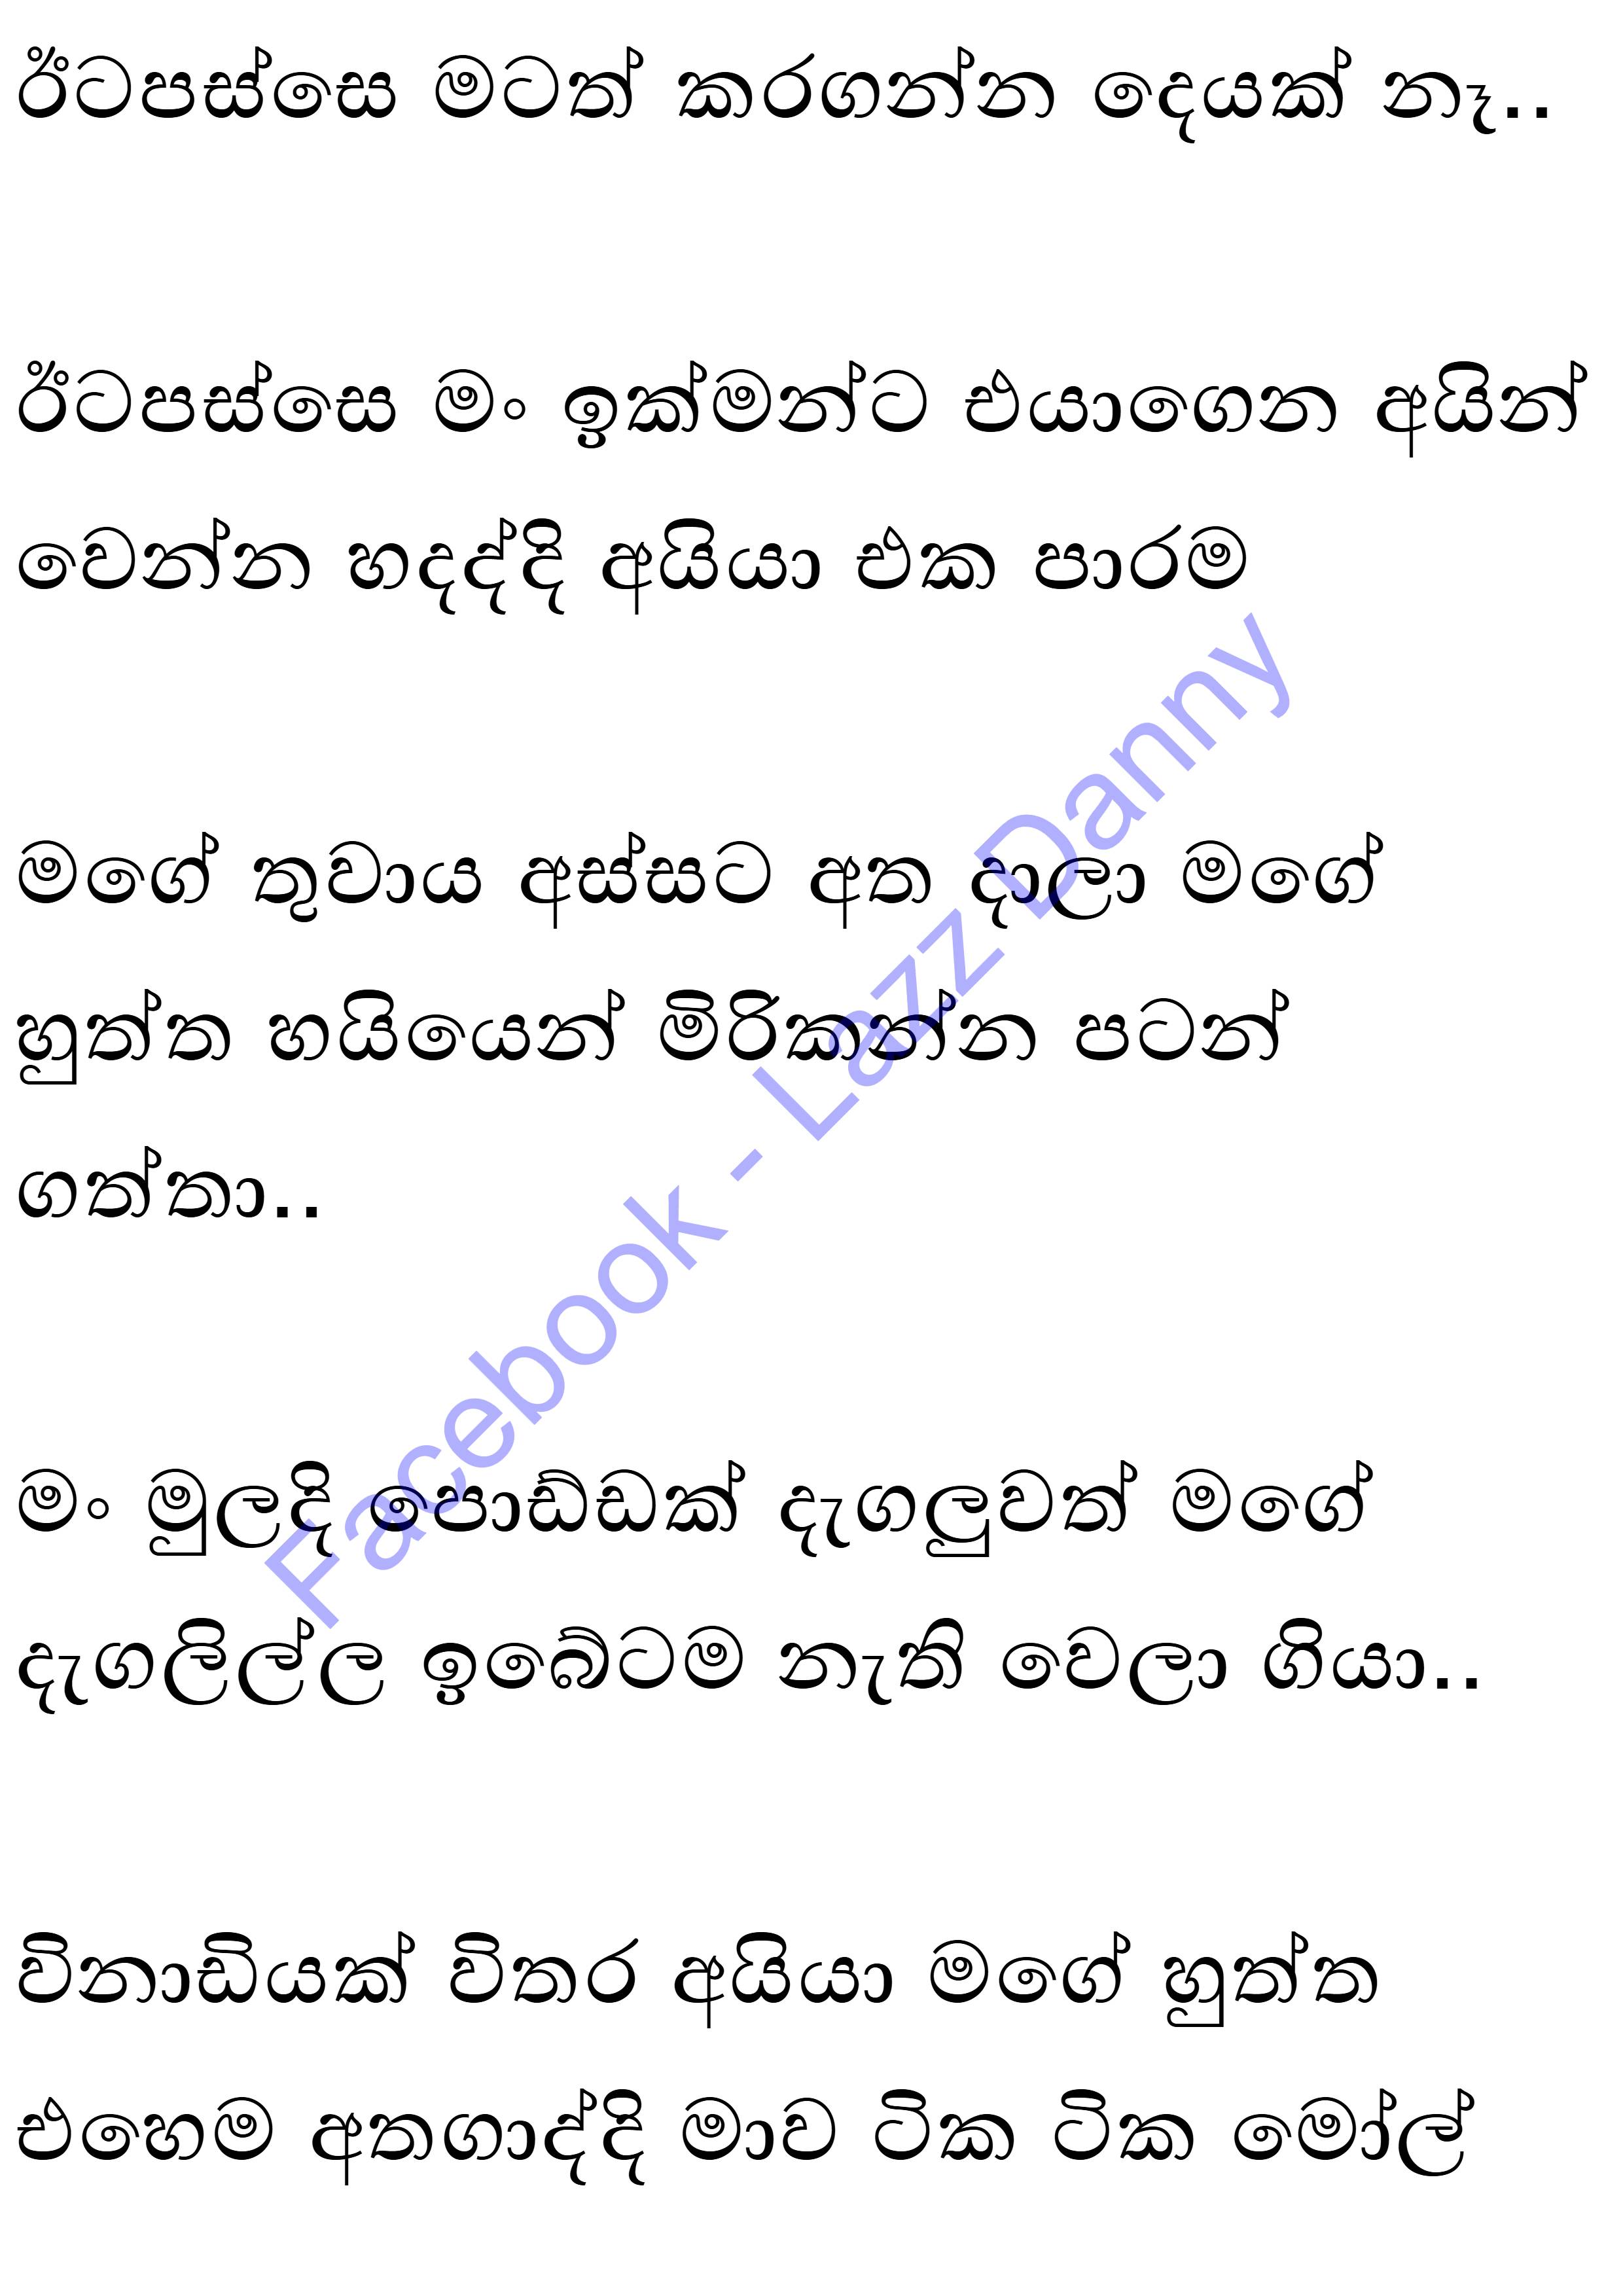 ඊටපස්සෙ මටත් කරගන්න දෙයක් නෑ..
ඊටපස්සෙ මං ඉක්මන්ට එයාගෙන අයින්
වෙන්න හදද්දි අයියා එක පාරම
මගේ තුවාය අස්සට අත දාලා මගේ
හුත්ත හයියෙන් මිරිකන්න පටන්
ගත්තා..
මං මුලදි පොඩ්ඩක් දැගලුවත් මගේ
දැගලිල්ල ඉබේටම නැති වෙලා ගියා..
විනාඩියක් විතර අයියා මගේ හුත්ත
එහෙම අතගාද්දි මාව ටික ටික මෝල්
Facebook - Lazz Danny